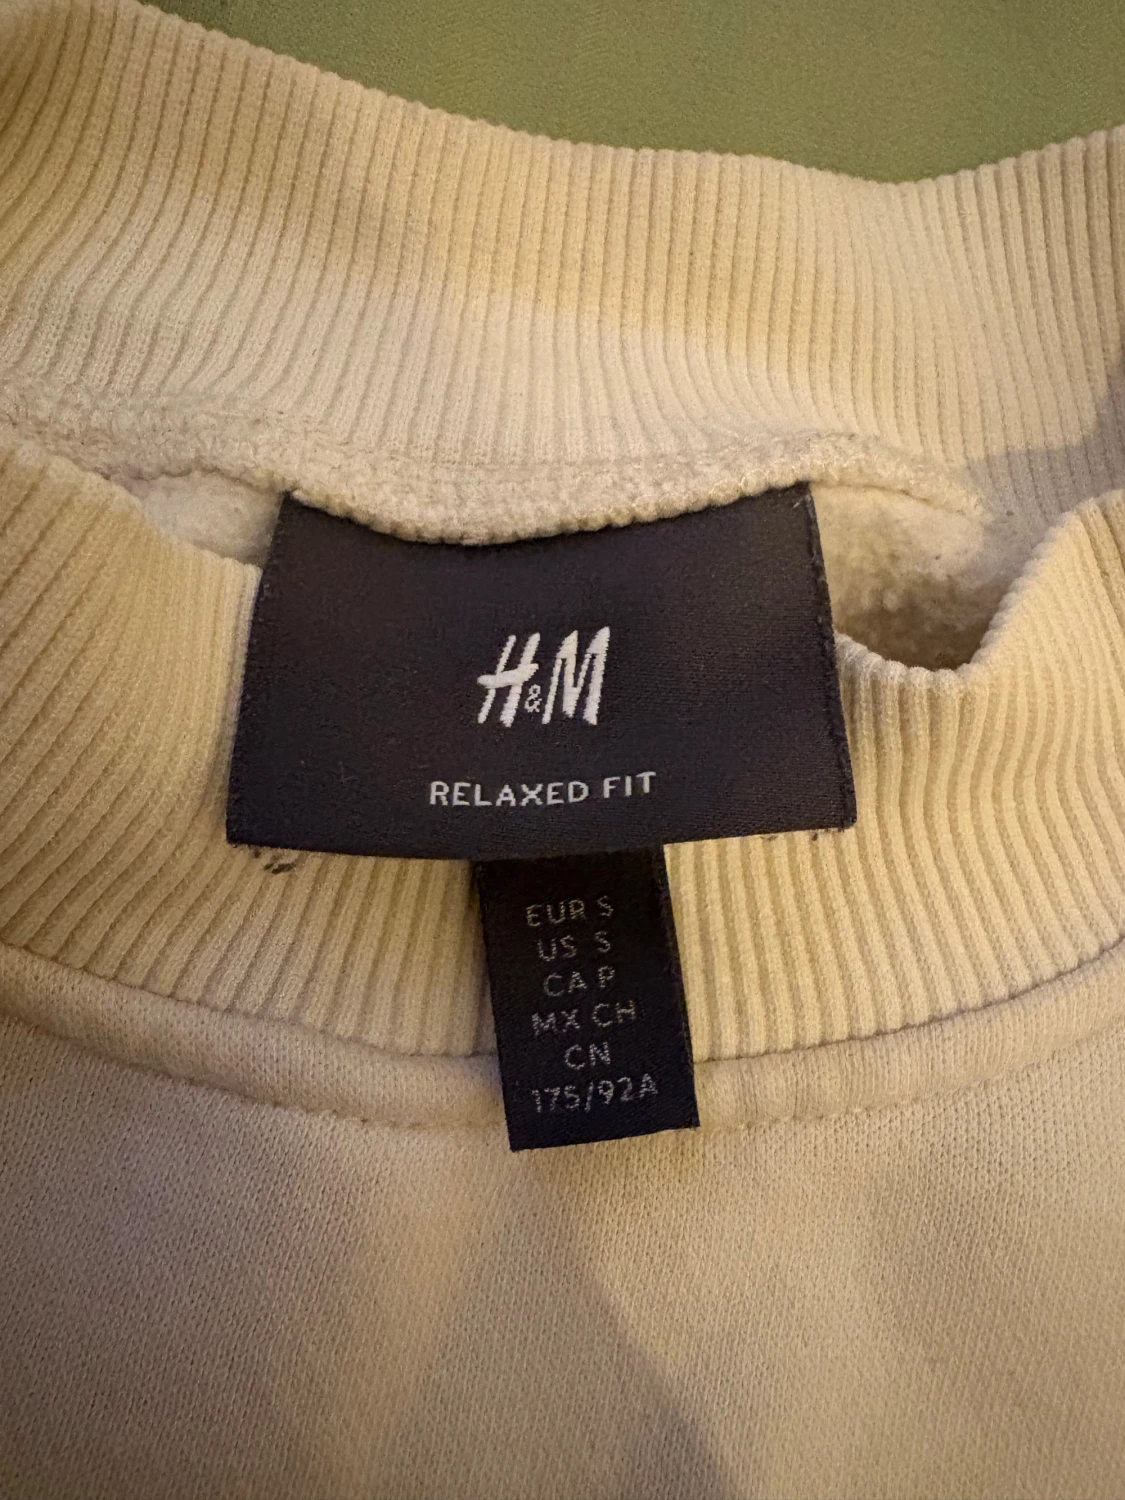 H&M
RELAXED FIT
EUR S
US S
CA P
MX CH
CN
175/92A